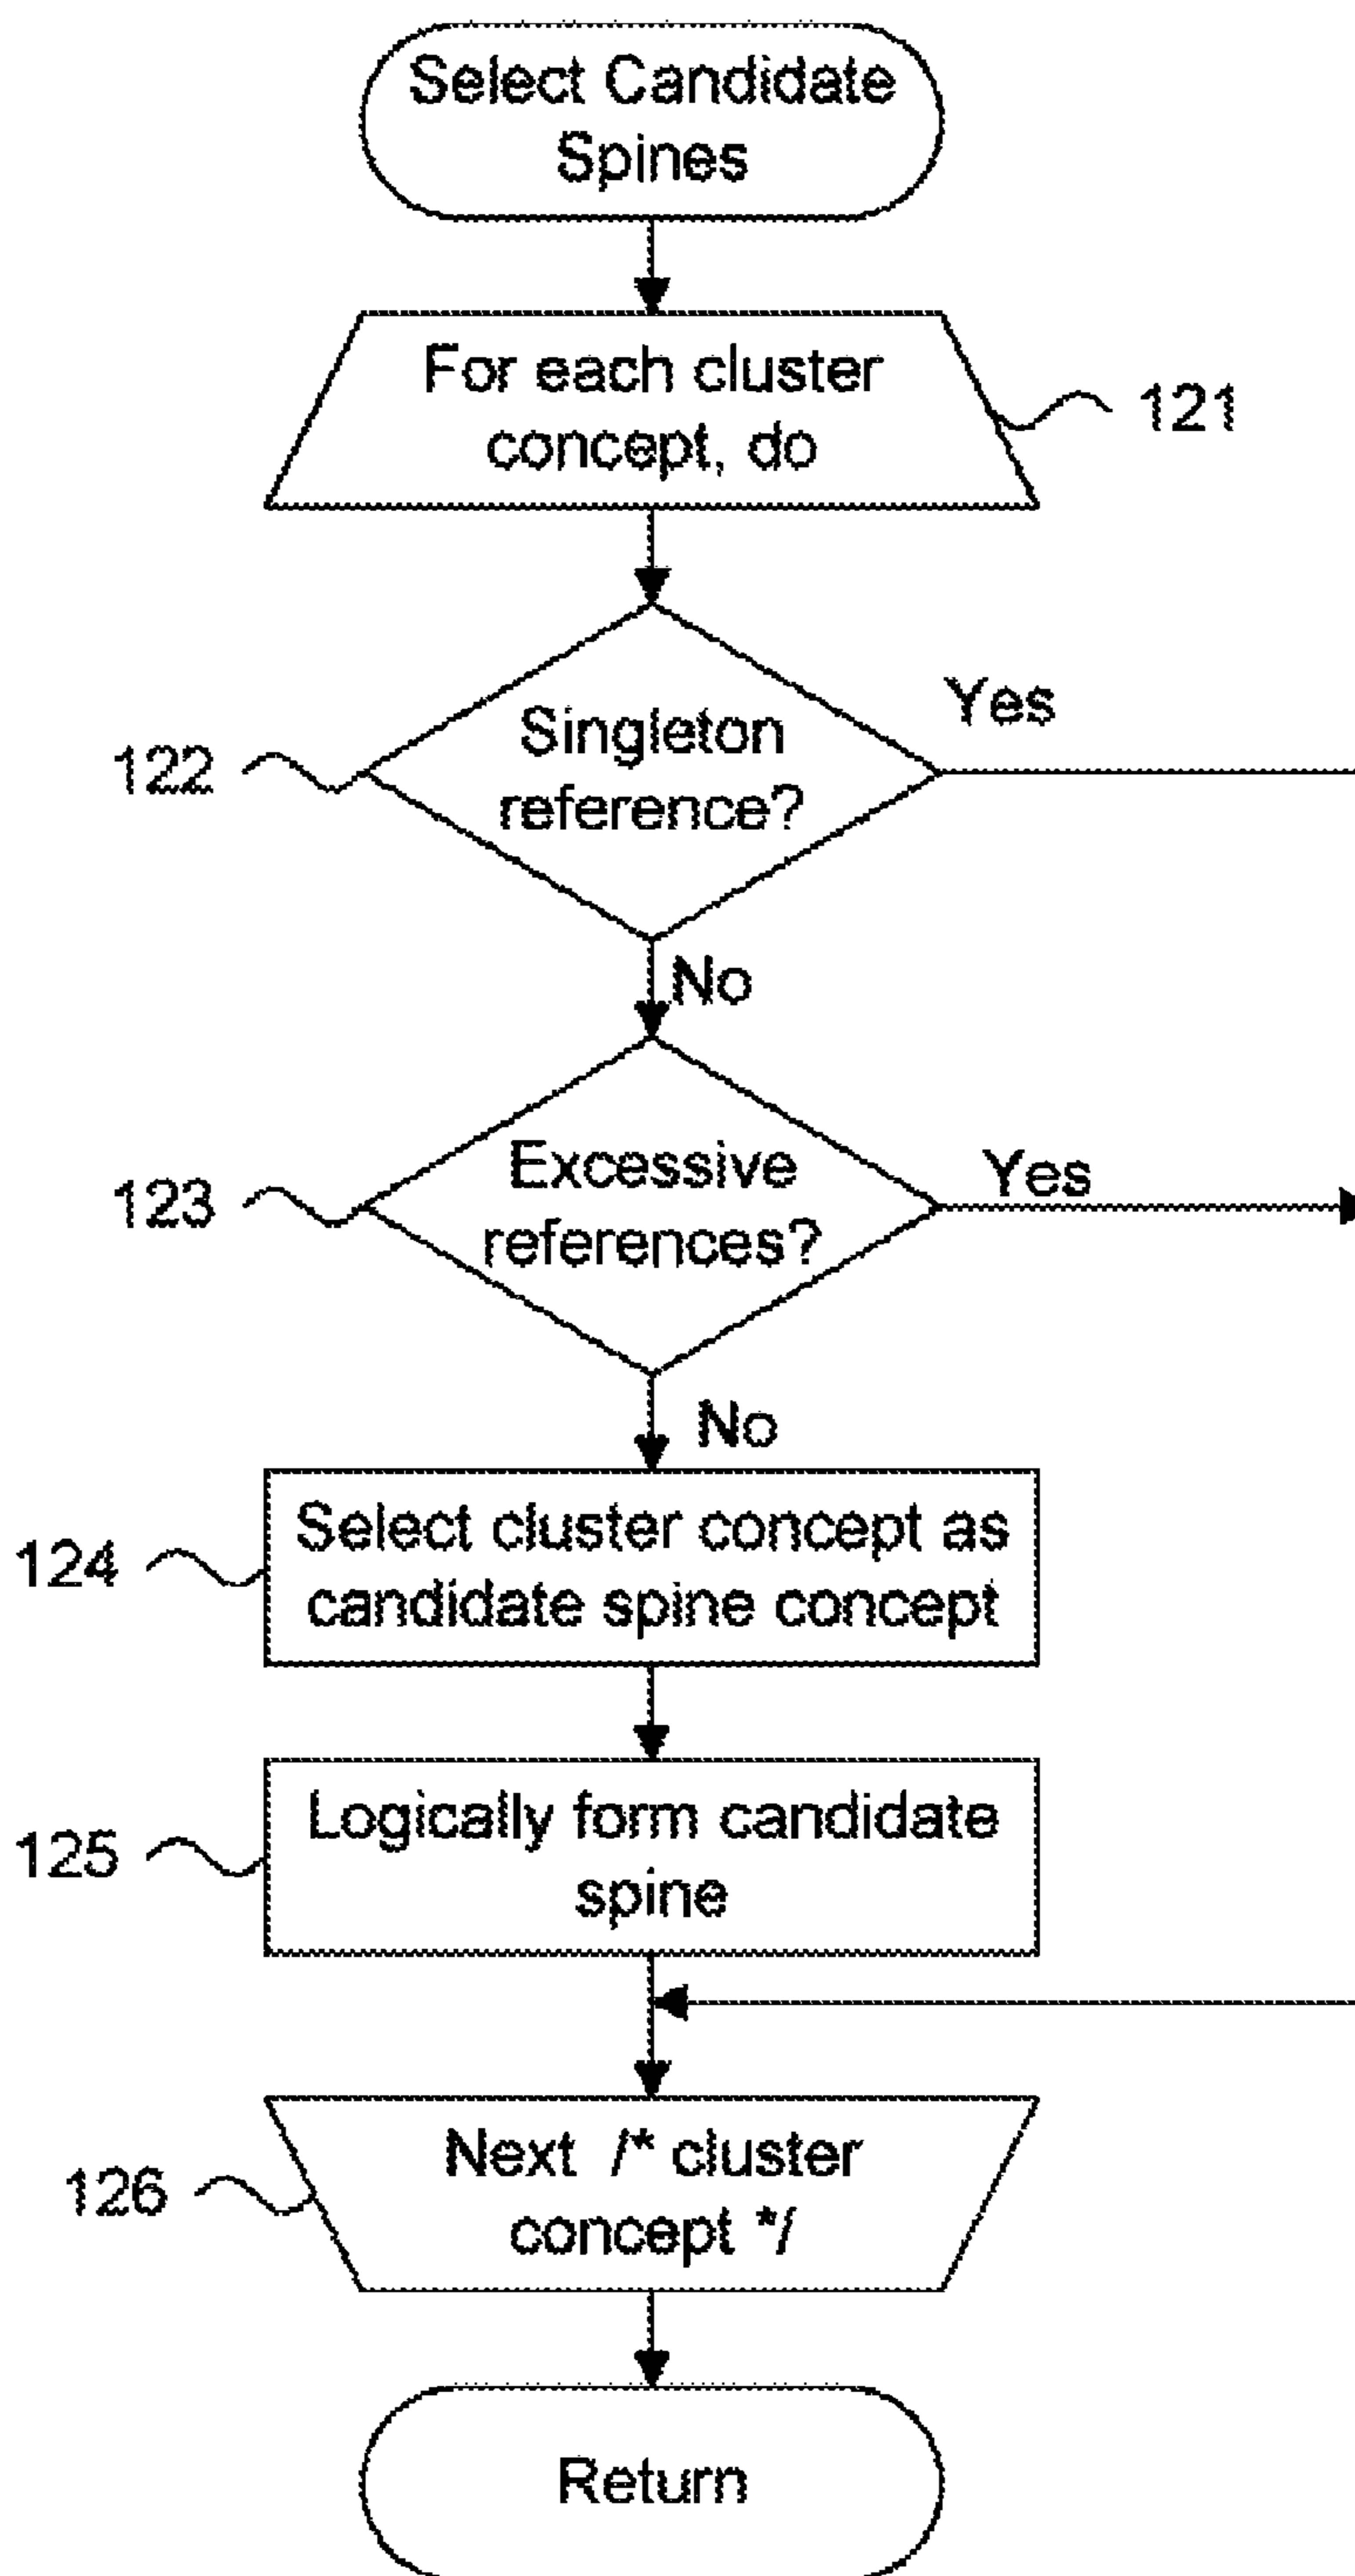 Select Candidate
Spines
For each cluster
concept, do
121
Singleton
reference?
Yes
122
No
Excessive
references?
Yes
123
No
Select cluster concept as
candidate spine concept
124
Logically form candidate
spine
125
Next /* cluster
concept */
126
Return